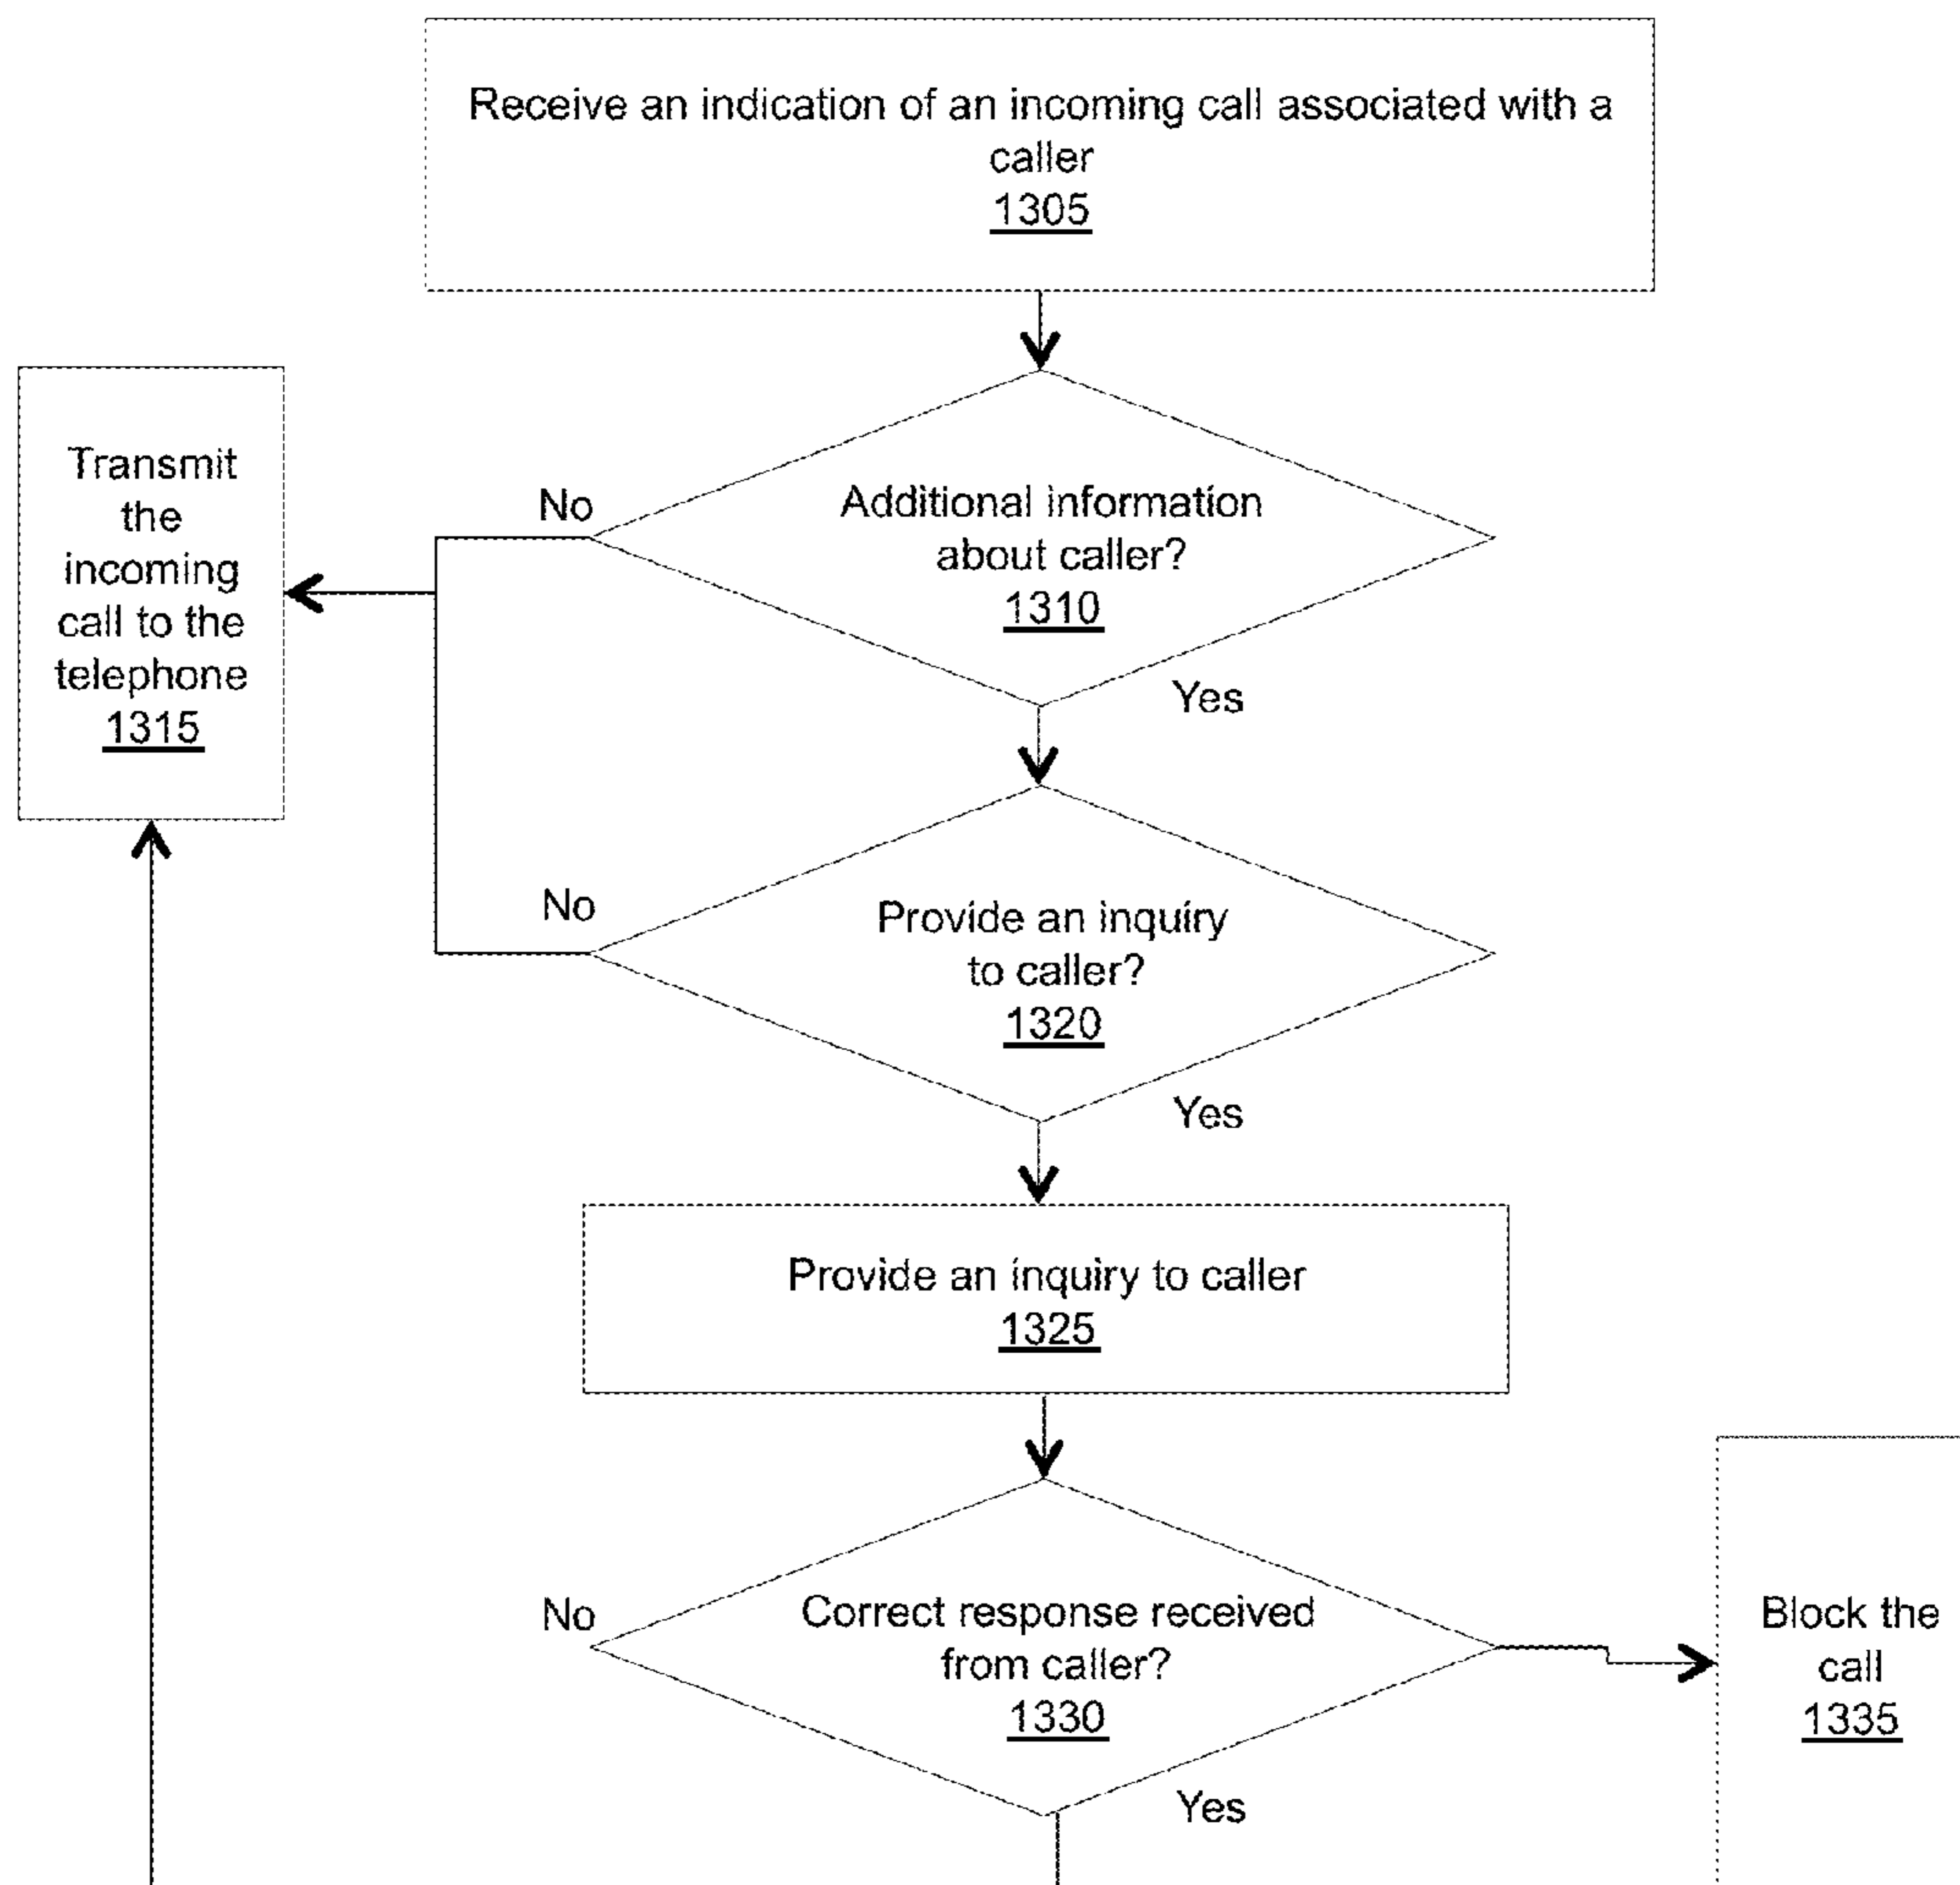 Receive an indication of an incoming call associated with a
caller
1305
Transmit
the
incoming
call to the
telephone
1315
No
Additional information
about caller?
1310
Yes
No
Provide an inquiry
to caller?
1320
Yes
Provide an inquiry to caller
1325
No
Correct response received
from caller?
1330
Yes
Block the
call
1335